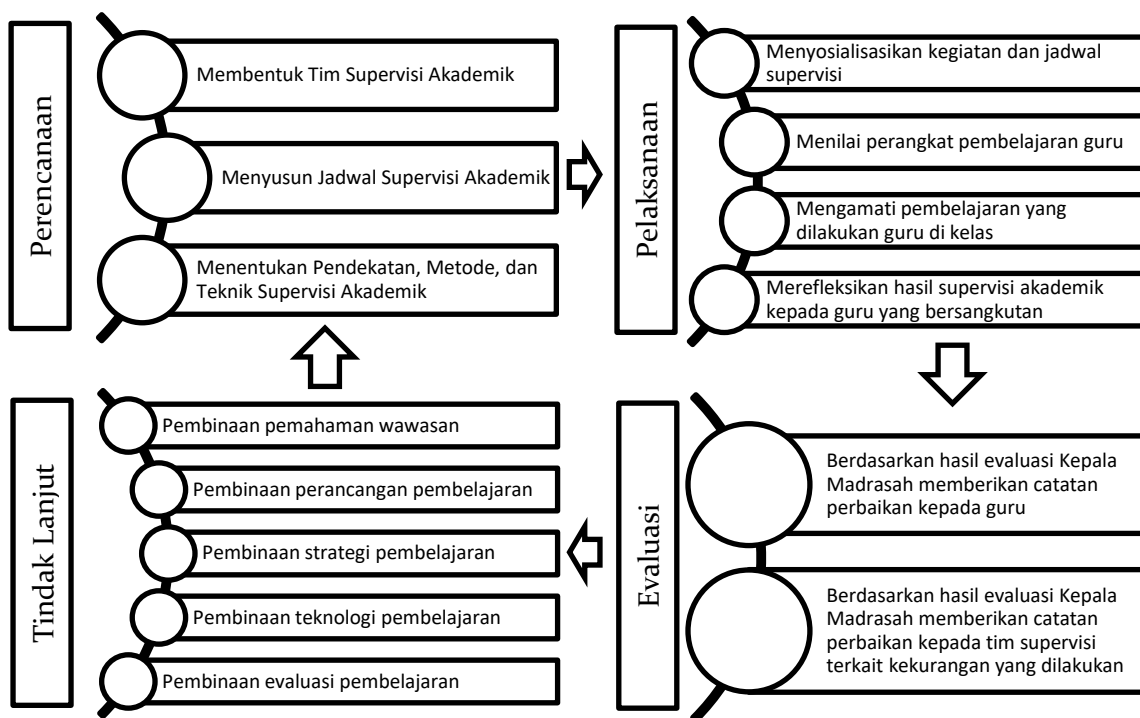 Perencanaan
Membentuk Tim Supervisi Akademik
Menyusun Jadwal Supervisi Akademik
Menentukan Pendekatan, Metode, dan
Teknik Supervisi Akademik
Pelaksanaan
Menyosialisasikan kegiatan dan jadwal
supervisi
Menilai perangkat pembelajaran guru
Mengamati pembelajaran yang
dilakukan guru di kelas
Merefleksikan hasil supervisi akademik
kepada guru yang bersangkutan
Evaluasi
Berdasarkan hasil evaluasi Kepala
Madrasah memberikan catatan
perbaikan kepada guru
Berdasarkan hasil evaluasi Kepala
Madrasah memberikan catatan
perbaikan kepada tim supervisi
terkait kekurangan yang dilakukan
Tindak Lanjut
Pembinaan pemahaman wawasan
Pembinaan perancangan pembelajaran
Pembinaan strategi pembelajaran
Pembinaan teknologi pembelajaran
Pembinaan evaluasi pembelajaran